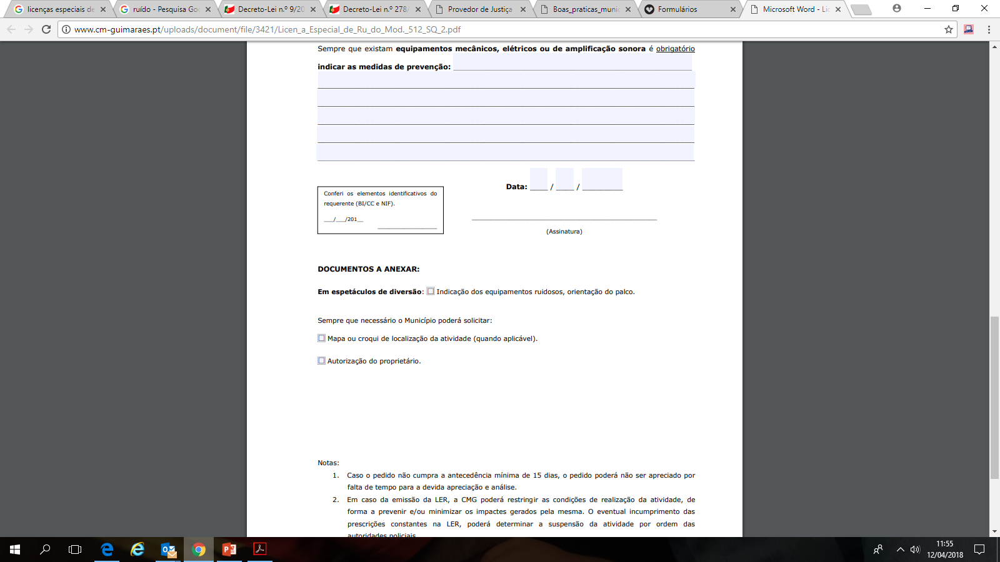 licenças especiais de
ruído - Pesquisa Goo
Decreto-Lei n.º 9/20
Decreto-Lei n.º 278/
Provedor de Justiça
Boas_praticas_munic
Formulários
Microsoft Word - Lic
www.cm-guimaraes.pt/uploads/document/file/3421/Licen_a_Especial_de_Ru_do_Mod._512_SQ_2.pdf
Sempre que existam equipamentos mecânicos, elétricos ou de amplificação sonora é obrigatório
indicar as medidas de prevenção:
Data: ____ / ____ / _________
Conferi os elementos identificativos do
requerente (BI/CC e NIF).
___/___/201__
(Assinatura)
DOCUMENTOS A ANEXAR:
Em espetáculos de diversão: Indicação dos equipamentos ruidosos, orientação do palco.
Sempre que necessário o Município poderá solicitar:
Mapa ou croqui de localização da atividade (quando aplicável).
Autorização do proprietário.
Notas:
1. Caso o pedido não cumpra a antecedência mínima de 15 dias, o pedido poderá não ser apreciado por
falta de tempo para a devida apreciação e análise.
2. Em caso da emissão da LER, a CMG poderá restringir as condições de realização da atividade, de
forma a prevenir e/ou minimizar os impactes gerados pela mesma. O eventual incumprimento das
prescrições constantes na LER, poderá determinar a suspensão da atividade por ordem das
autoridades policiais.
11:55
12/04/2018